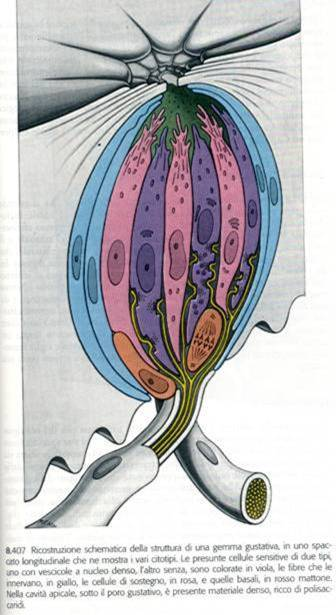 8.407 Ricostruzione schematica della struttura di una gemma gustativa, in uno spac-
cato longitudinale che ne mostra i vari citotipi. Le presunte cellule sensitive di due tipi,
uno con vescicole a nucleo denso, l'altro senza, sono colorate in viola, le fibre che le
innervano, in giallo, le cellule di sostegno, in rosa, e quelle basali, in rosso mattone.
Nella cavità apicale, sotto il poro gustativo, è presente materiale denso, ricco di polisac-
caridi.